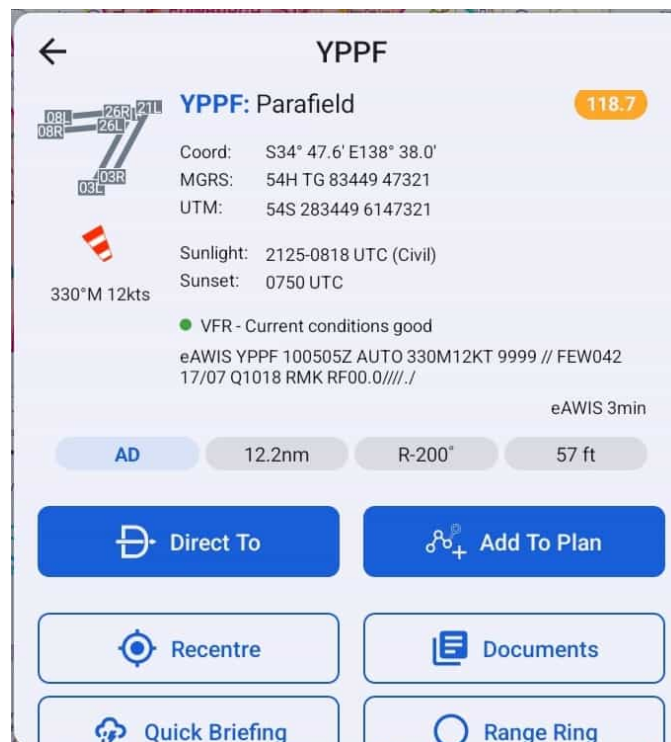 YPPF
08L
26R
21L
08R
26L
03R
03L
YPPF: Parafield
118.7
Coord: S34° 47.6' E138° 38.0'
MGRS: 54H TG 83449 47321
UTM: 54S 283449 6147321
Sunlight: 2125-0818 UTC (Civil)
Sunset: 0750 UTC
330°M 12kts
VFR - Current conditions good
eAWIS YPPF 100505Z AUTO 330M12KT 9999 // FEW042
17/07 Q1018 RMK RF00.0////./
eAWIS 3min
AD 12.2nm R-200° 57 ft
Direct To
Add To Plan
Recentre
Documents
Quick Briefing
Range Ring